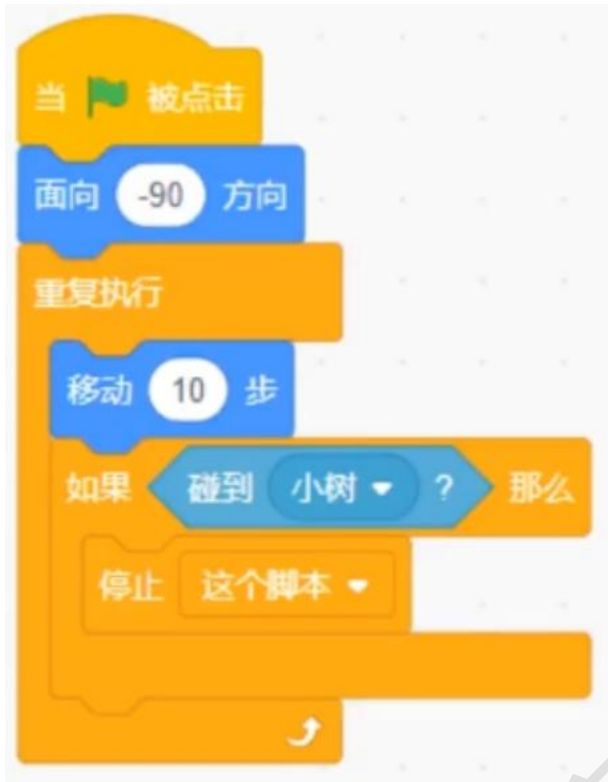 当 被点击
面向 -90 方向
重复执行
移动 10 步
如果 碰到 小树 ? 那么
停止 这个脚本